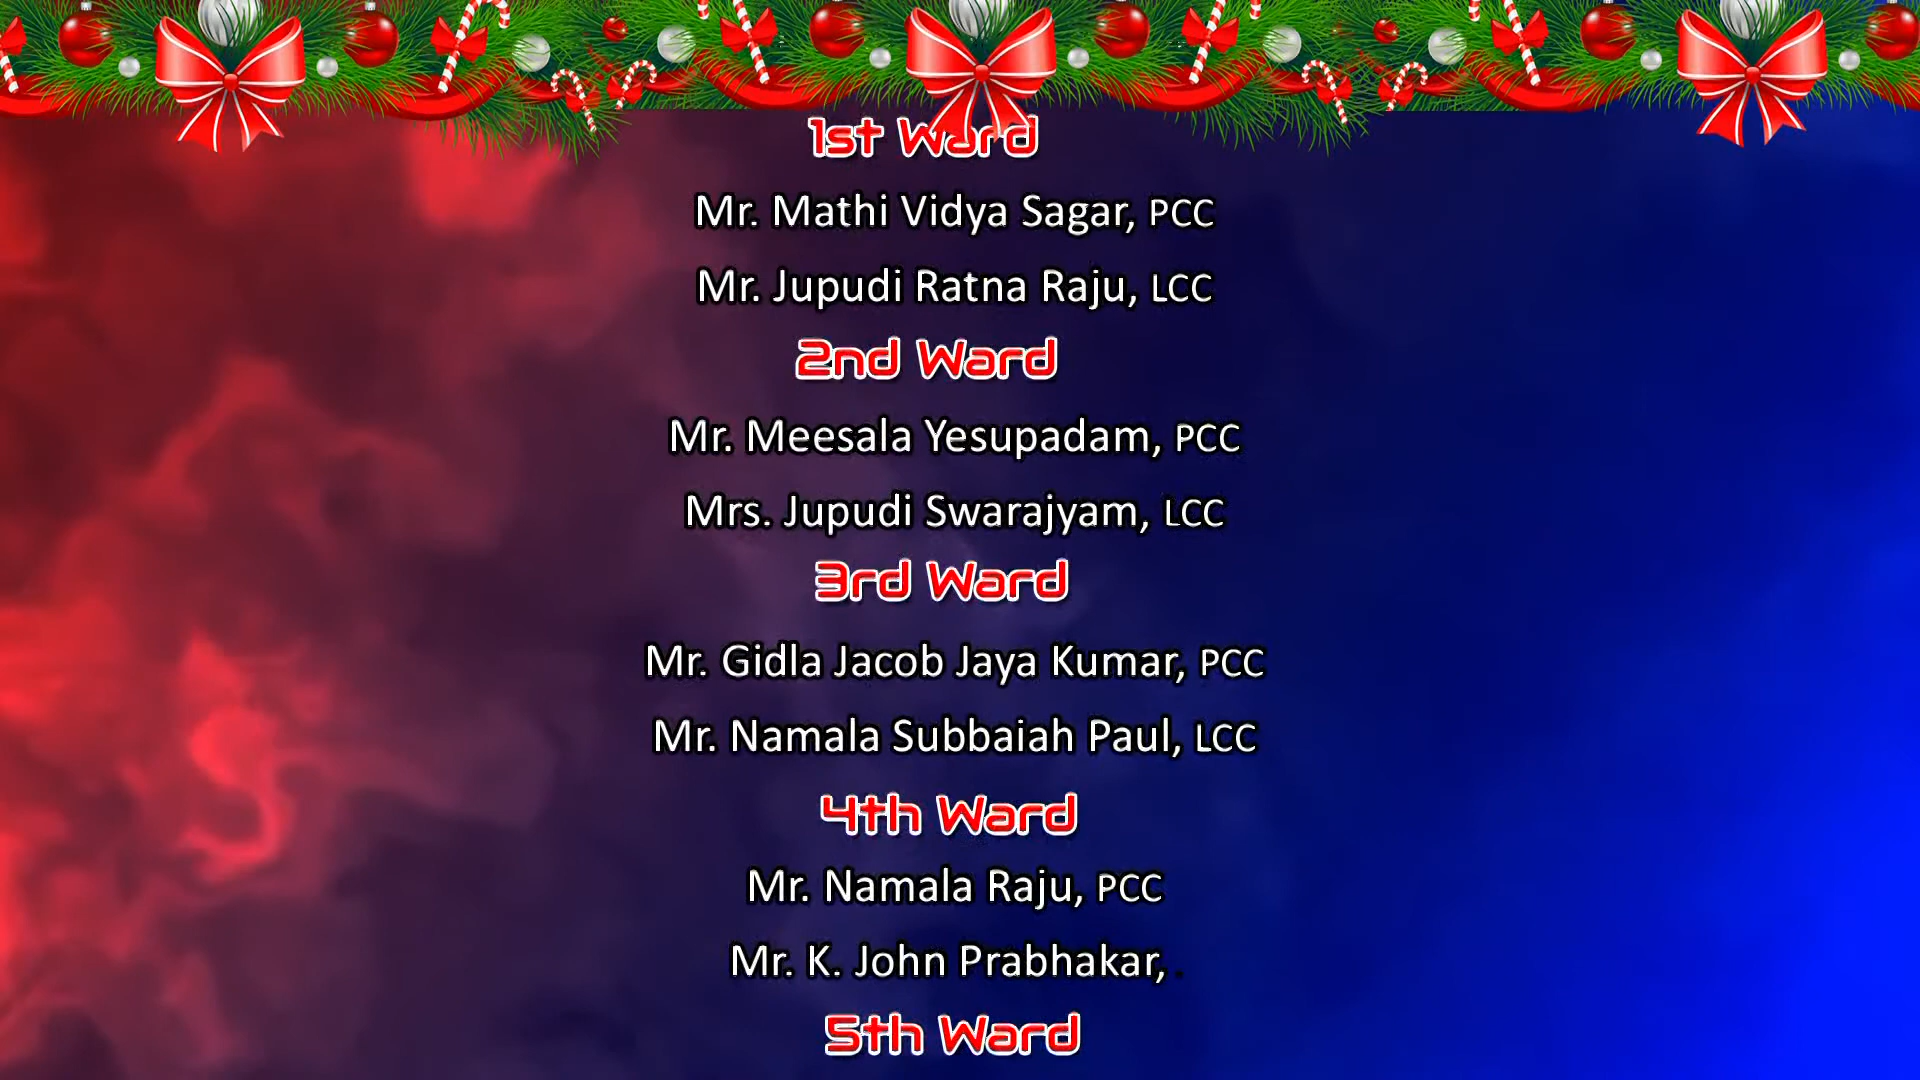 1st Ward
Mr. Mathi Vidya Sagar, PCC
Mr. Jupudi Ratna Raju, LCC
2nd Ward
Mr. Meesala Yesupadam, PCC
Mrs. Jupudi Swarajyam, LCC
3rd Ward
Mr. Gidla Jacob Jaya Kumar, PCC
Mr. Namala Subbaiah Paul, LCC
4th Ward
Mr. Namala Raju, PCC
Mr. K. John Prabhakar,
5th Ward